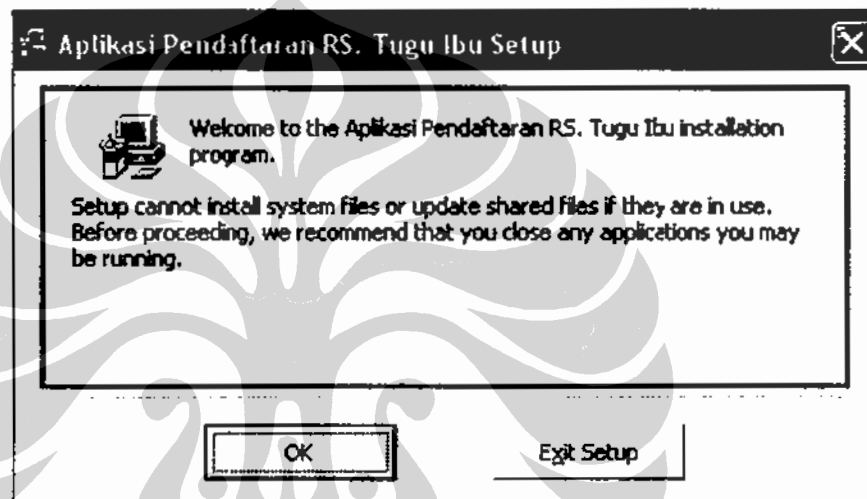 Aplikasi Pendaftaran RS. Tugu Ibu Setup
Welcome to the Aplikasi Pendaftaran RS. Tugu Ibu installation
program.
Setup cannot install system files or update shared files if they are in use.
Before proceeding, we recommend that you close any applications you may
be running.
OK
Exit Setup